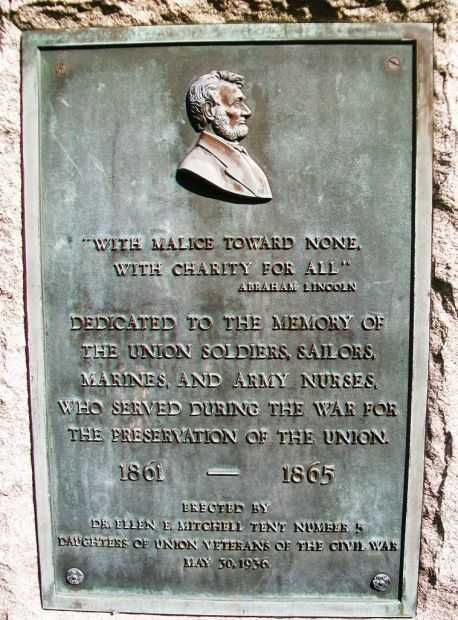 "WITH MALICE TOWARD NONE,
WITH CHARITY FOR ALL"
ABRAHAM LINCOLN
DEDICATED TO THE MEMORY OF
THE UNION SOLDIERS, SAILORS,
MARINES, AND ARMY NURSES,
WHO SERVED DURING THE WAR FOR
THE PRESERVATION OF THE UNION.
1861 — 1865
ERECTED BY
DR. ELLEN E. MITCHELL TENT NUMBER 5
DAUGHTERS OF UNION VETERANS OF THE CIVIL WAR
MAY 30, 1936.